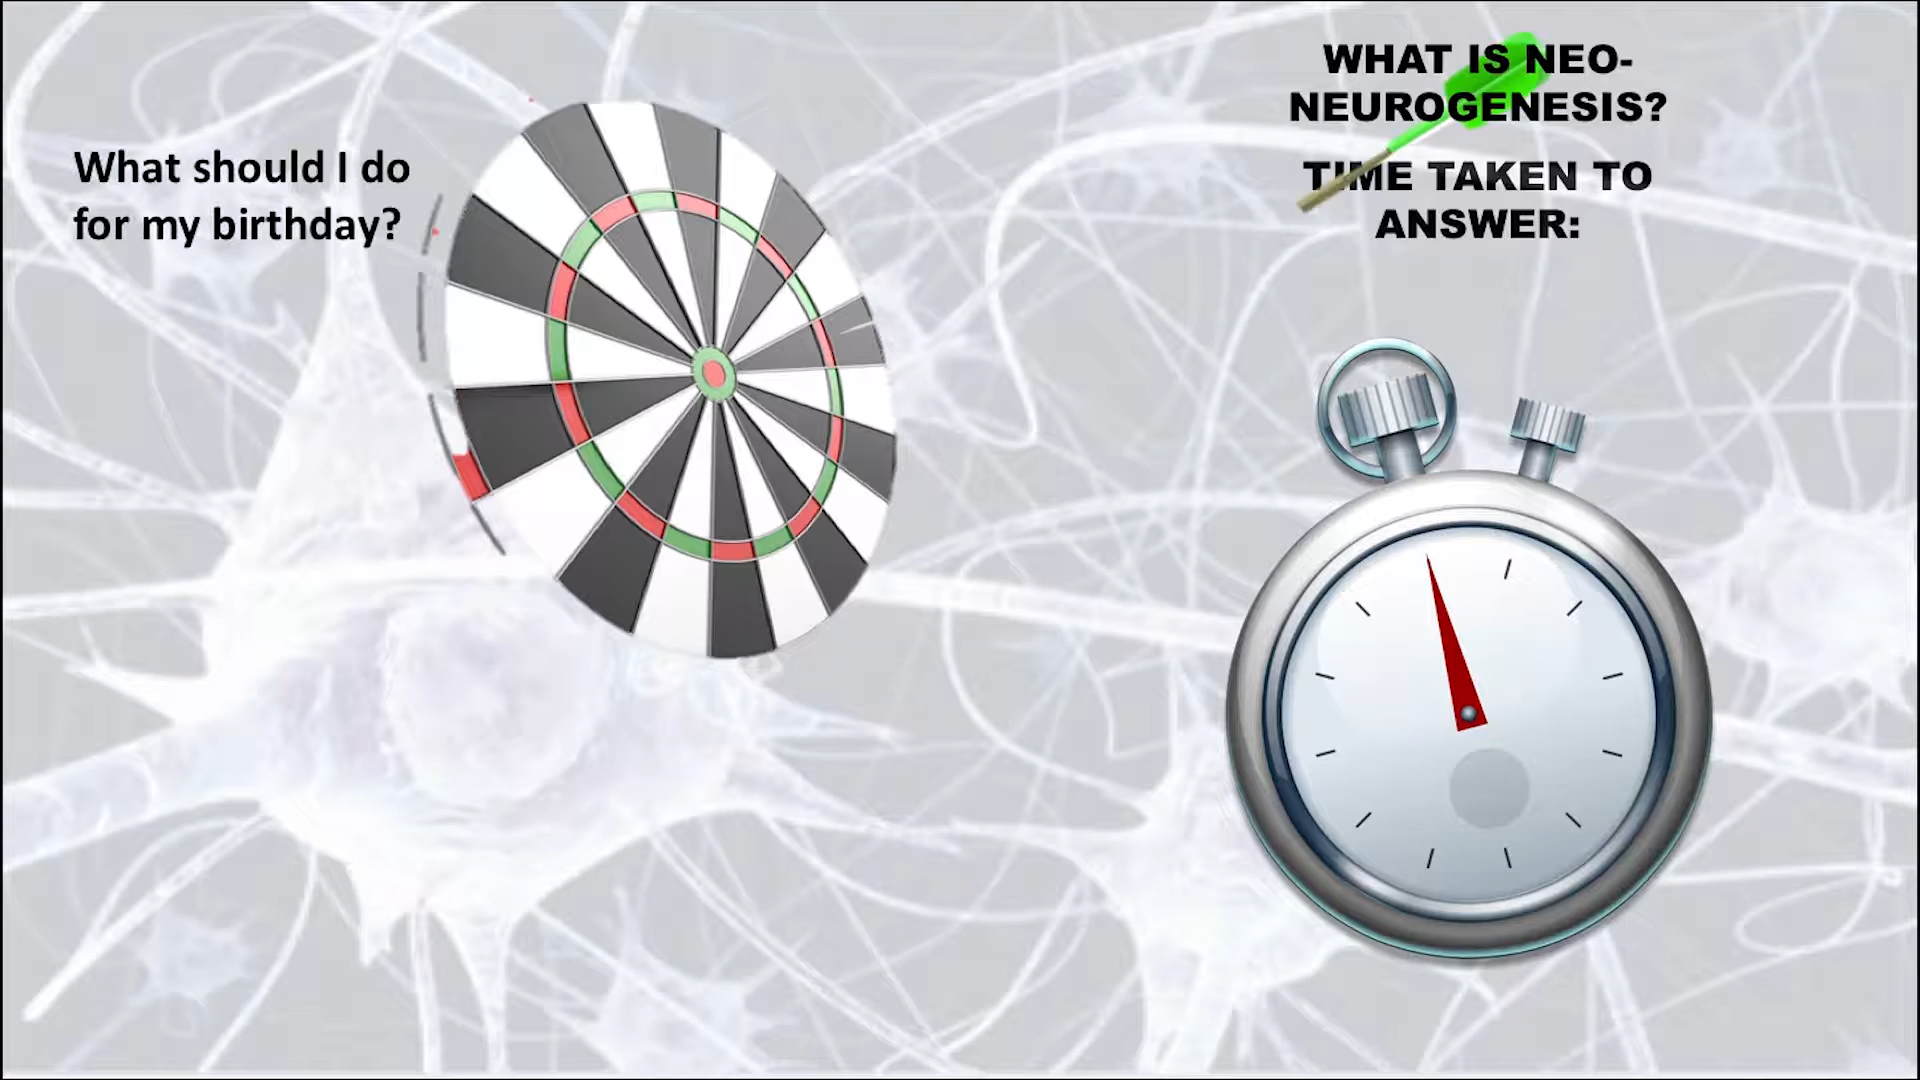 What should I do
for my birthday?
WHAT IS NEO-
NEUROGENESIS?
TIME TAKEN TO
ANSWER: